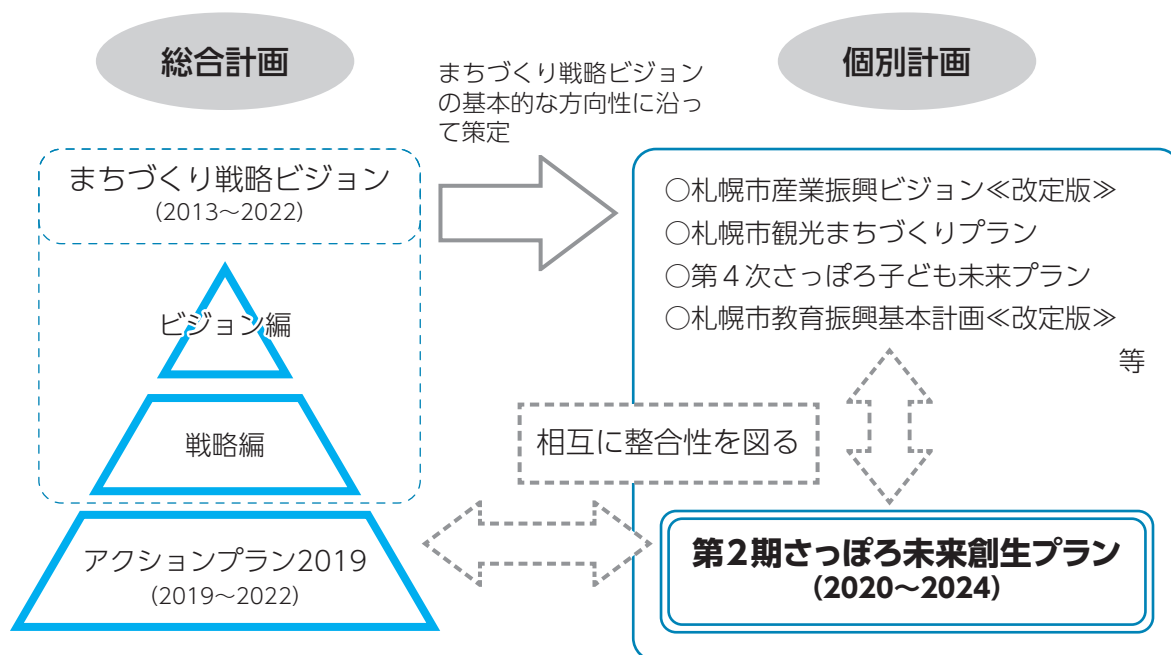 総合計画
まちづくり戦略ビジョン
の基本的な方向性に沿っ
て策定
個別計画
まちづくり戦略ビジョン
(2013〜2022)
ビジョン編
戦略編
アクションプラン2019
(2019〜2022)
○札幌市産業振興ビジョン≪改定版≫
○札幌市観光まちづくりプラン
○第４次さっぽろ子ども未来プラン
○札幌市教育振興基本計画≪改定版≫
等
相互に整合性を図る
第２期さっぽろ未来創生プラン
(2020〜2024)